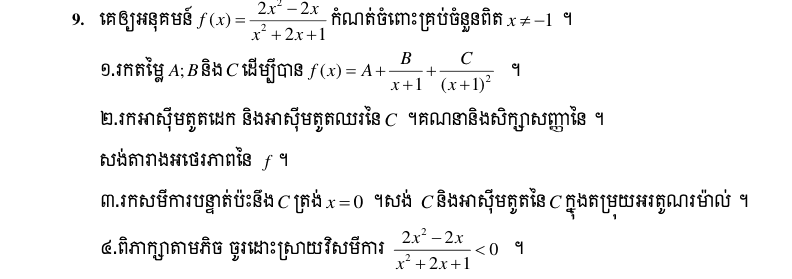 9. គេឲ្យអនុគមន៍ f(x) = (2x² − 2x)/(x² + 2x + 1) កំណត់ចំពោះគ្រប់ចំនួនពិត x ≠ −1 ។
១.រកតម្លៃ A; B និង C ដើម្បីបាន f(x) = A + B/(x+1) + C/(x+1)² ។
២.រកអាស៊ីមតូតដេក និងអាស៊ីមតូតឈរនៃ C ។គណនានិងសិក្សាសញ្ញានៃ ។
សង់តារាងអថេរភាពនៃ f ។
៣.រកសមីការបន្ទាត់ប៉ះនឹង C ត្រង់ x = 0 ។សង់ C និងអាស៊ីមតូតនៃ C ក្នុងតម្រុយអរតូណរម៉ាល់ ។
៤.ពិភាក្សាតាមភិច ចូរដោះស្រាយវិសមីការ (2x² − 2x)/(x² + 2x + 1) < 0 ។